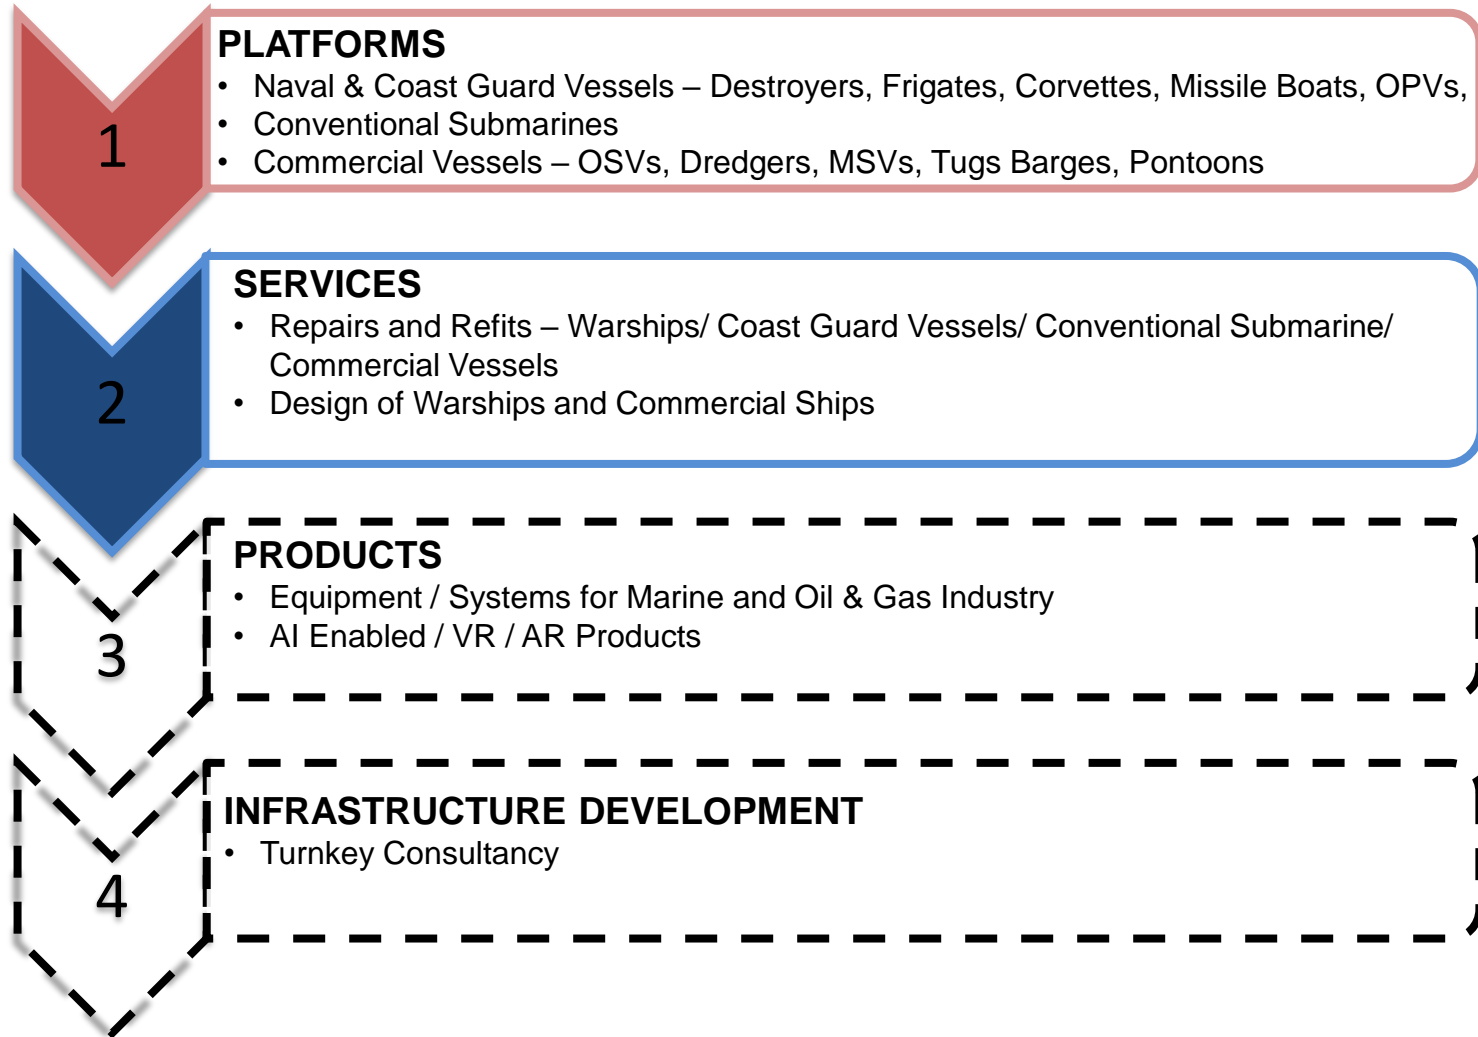 1
PLATFORMS
• Naval & Coast Guard Vessels – Destroyers, Frigates, Corvettes, Missile Boats, OPVs,
• Conventional Submarines
• Commercial Vessels – OSVs, Dredgers, MSVs, Tugs Barges, Pontoons
2
SERVICES
• Repairs and Refits – Warships/ Coast Guard Vessels/ Conventional Submarine/
Commercial Vessels
• Design of Warships and Commercial Ships
3
PRODUCTS
• Equipment / Systems for Marine and Oil & Gas Industry
• AI Enabled / VR / AR Products
4
INFRASTRUCTURE DEVELOPMENT
• Turnkey Consultancy